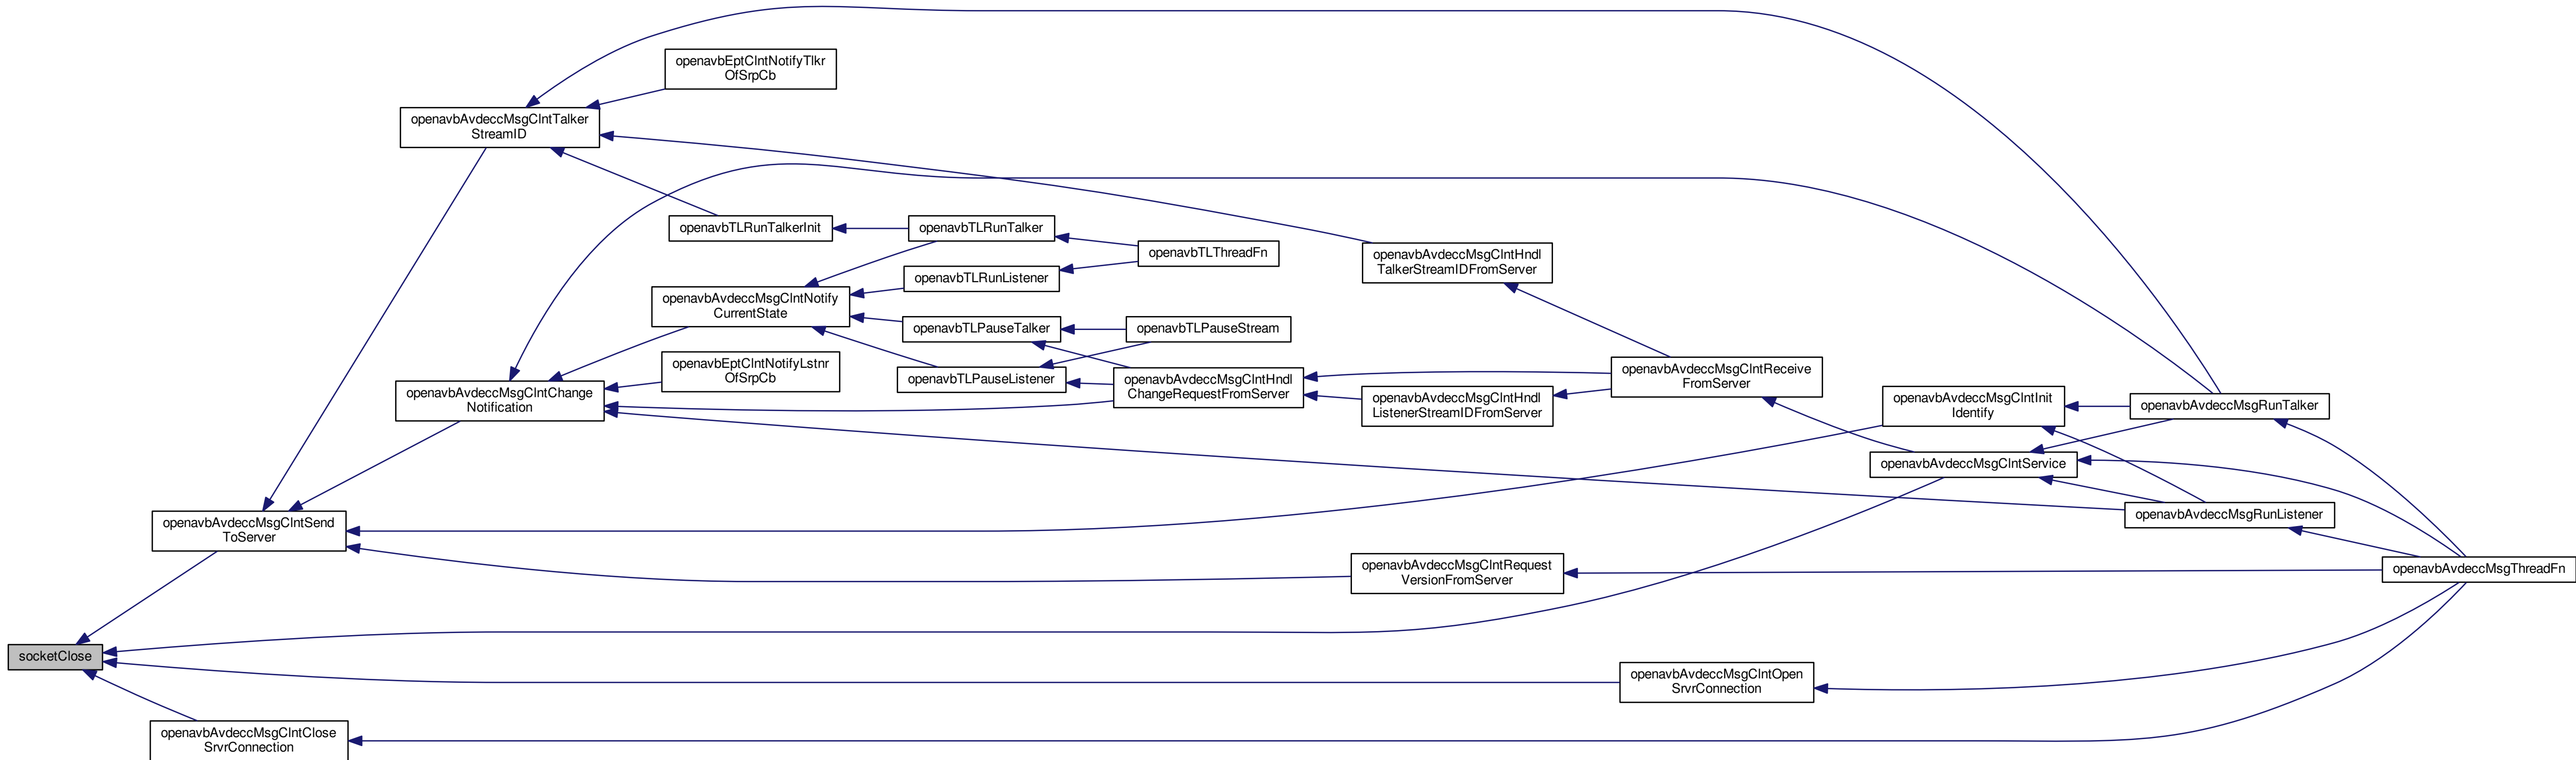 openavbEptClntNotifyTlkr
OfSrpCb
openavbAvdeccMsgClntTalker
StreamID
openavbTLRunTalkerInit
openavbTLRunTalker
openavbTLThreadFn
openavbAvdeccMsgClntHndl
TalkerStreamIDFromServer
openavbTLRunListener
openavbAvdeccMsgClntNotify
CurrentState
openavbTLPauseTalker
openavbTLPauseStream
openavbEptClntNotifyLstnr
OfSrpCb
openavbTLPauseListener
openavbAvdeccMsgClntHndl
ChangeRequestFromServer
openavbAvdeccMsgClntReceive
FromServer
openavbAvdeccMsgClntChange
Notification
openavbAvdeccMsgClntHndl
ListenerStreamIDFromServer
openavbAvdeccMsgClntInit
Identify
openavbAvdeccMsgRunTalker
openavbAvdeccMsgClntService
openavbAvdeccMsgRunListener
openavbAvdeccMsgClntSend
ToServer
openavbAvdeccMsgClntRequest
VersionFromServer
openavbAvdeccMsgThreadFn
socketClose
openavbAvdeccMsgClntOpen
SrvrConnection
openavbAvdeccMsgClntClose
SrvrConnection